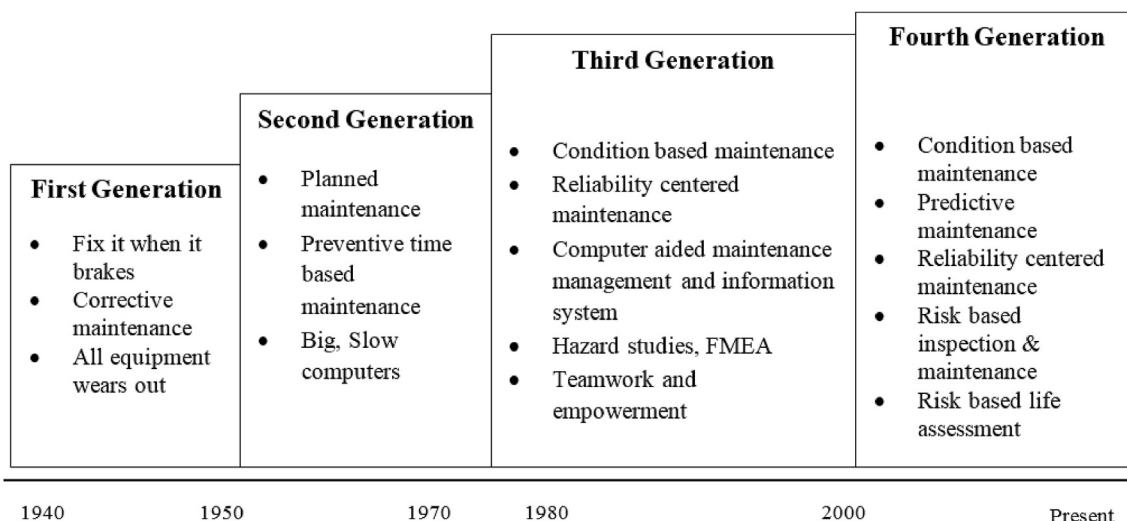 First Generation
• Fix it when it
brakes
• Corrective
maintenance
• All equipment
wears out
Second Generation
• Planned
maintenance
• Preventive time
based
maintenance
• Big, Slow
computers
Third Generation
• Condition based maintenance
• Reliability centered
maintenance
• Computer aided maintenance
management and information
system
• Hazard studies, FMEA
• Teamwork and
empowerment
Fourth Generation
• Condition based
maintenance
• Predictive
maintenance
• Reliability centered
maintenance
• Risk based
inspection &
maintenance
• Risk based life
assessment
1940 1950 1970 1980 2000 Present